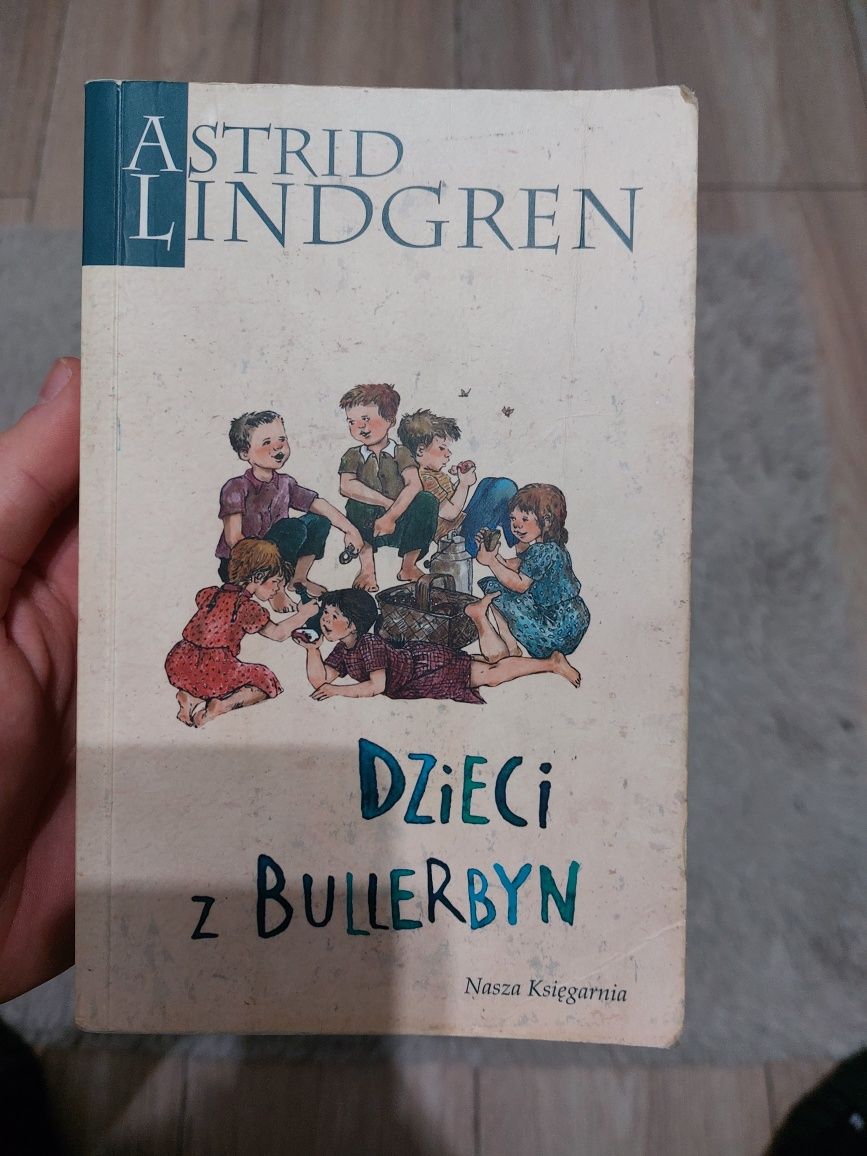 ASTRID
LINDGREN
DZiECi
z BULLERBYN
Nasza Księgarnia